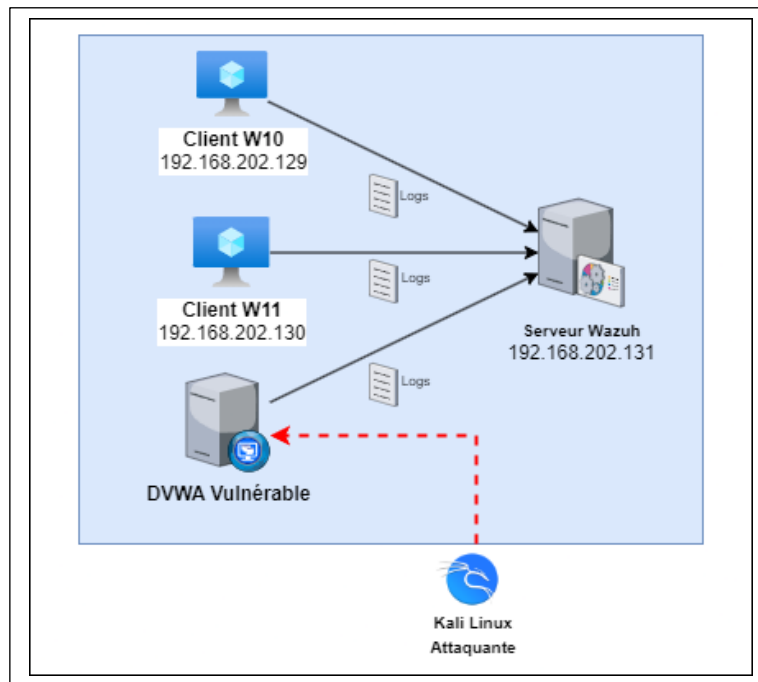 Client W10
192.168.202.129
Logs
Client W11
192.168.202.130
Logs
Serveur Wazuh
192.168.202.131
Logs
DVWA Vulnérable
Kali Linux
Attaquante